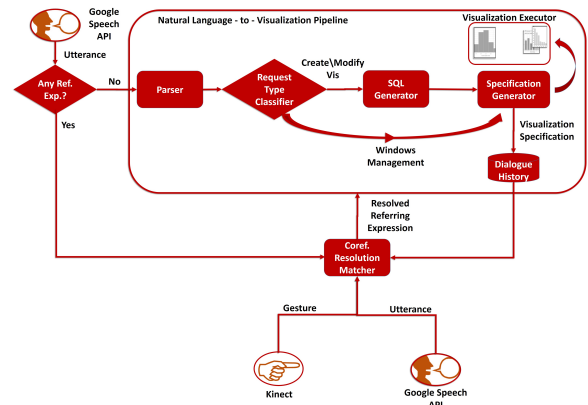 Google
Speech
API
Natural Language - to - Visualization Pipeline
Visualization Executor
Utterance
Any Ref.
Exp.?
No
Yes
Parser
Request
Type
Classifier
Create\Modify
Vis
SQL
Generator
Specification
Generator
Windows
Management
Visualization
Specification
Dialogue
History
Resolved
Referring
Expression
Coref.
Resolution
Matcher
Gesture
Utterance
Kinect
Google Speech
API